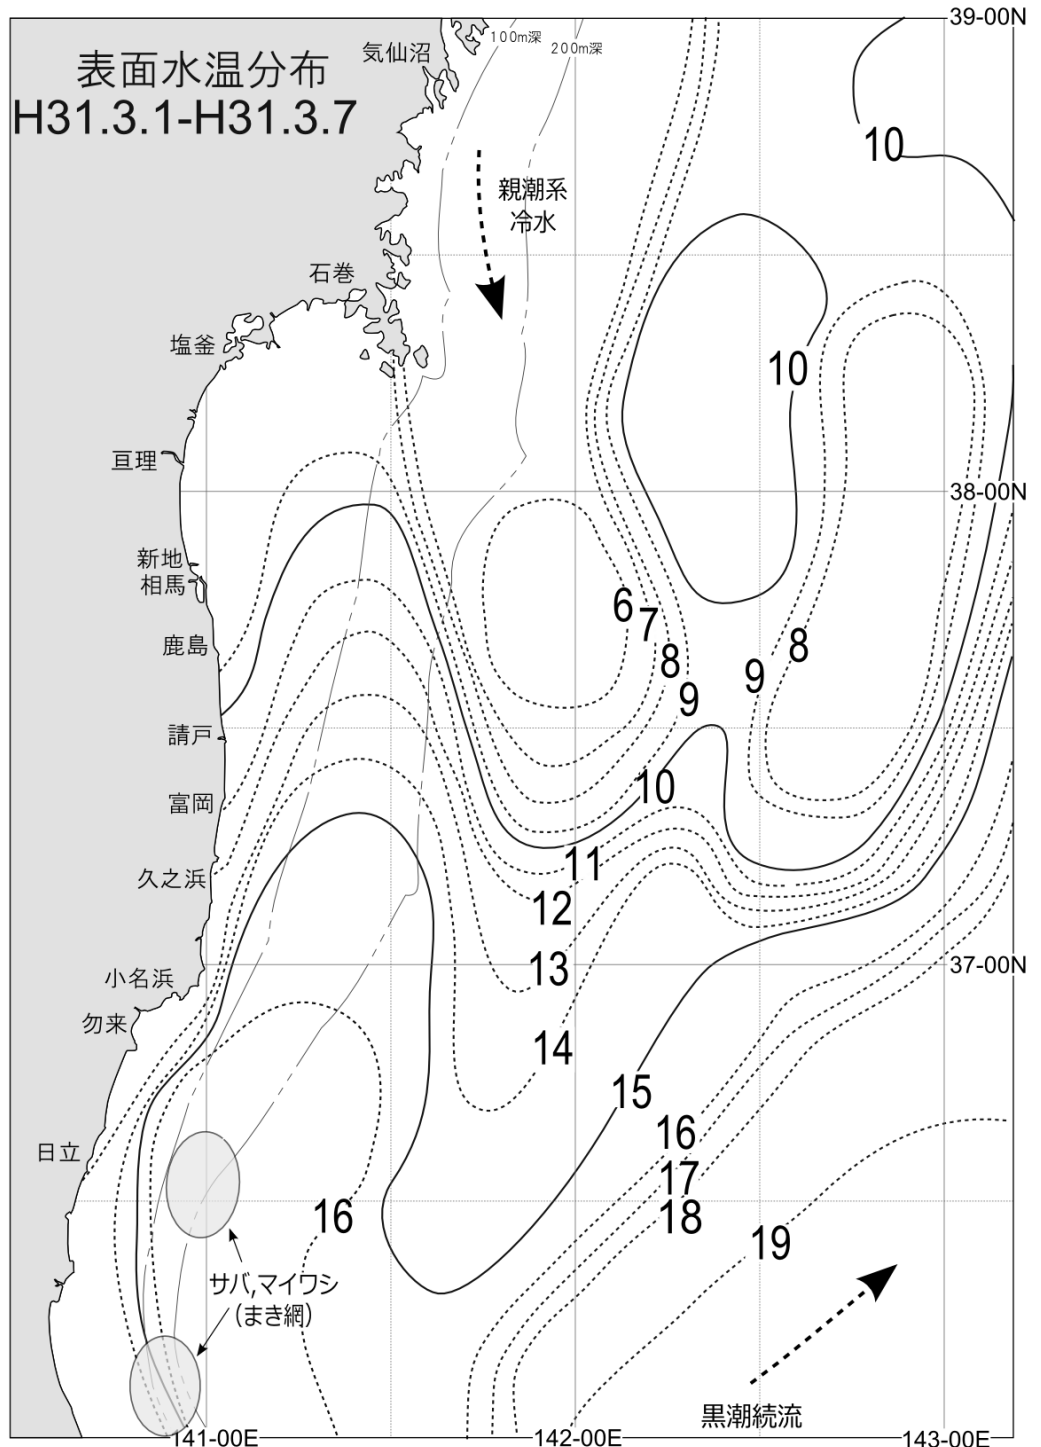 39-00N
100m深
200m深
気仙沼
表面水温分布
H31.3.1-H31.3.7
10
親潮系
冷水
石巻
塩釜
10
亘理
38-00N
新地
相馬
6
7
鹿島
8
8
9
9
請戸
10
富岡
11
久之浜
12
13
37-00N
小名浜
勿来
14
15
16
日立
17
16
18
19
サバ,マイワシ
(まき網)
黒潮続流
141-00E
142-00E
143-00E